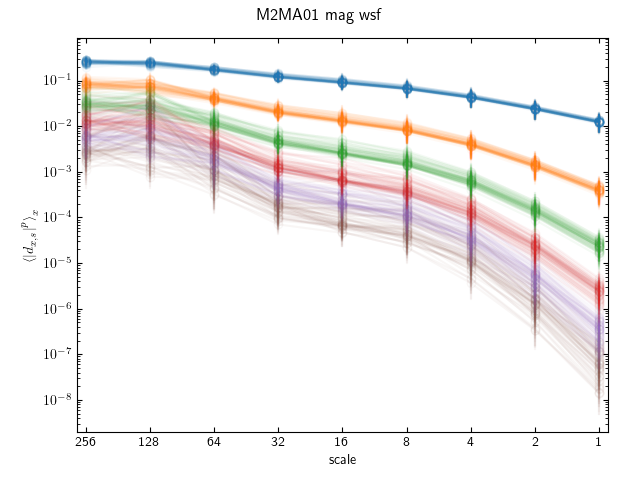 M2MA01 mag wsf
⟨|d_{x,s}|^p⟩_x
10^{-1}
10^{-2}
10^{-3}
10^{-4}
10^{-5}
10^{-6}
10^{-7}
10^{-8}
256 128 64 32 16 8 4 2 1
scale